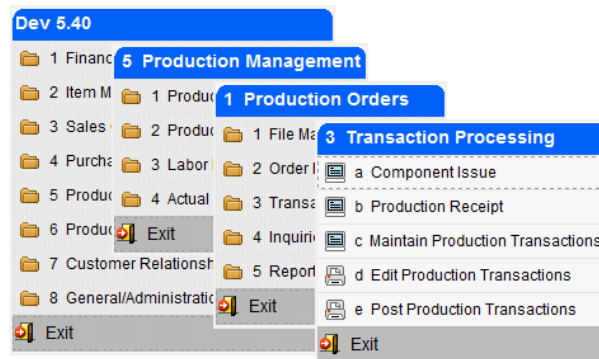 Dev 5.40
1 Financ
2 Item M
3 Sales
4 Purcha
5 Produc
6 Produc
7 Customer Relationsh
8 General/Administratio
Exit
5 Production Management
1 Produc
2 Produc
3 Labor
4 Actual
Exit
1 Production Orders
1 File Ma
2 Order
3 Transa
4 Inquiri
5 Report
Exit
3 Transaction Processing
a Component Issue
b Production Receipt
c Maintain Production Transactions
d Edit Production Transactions
e Post Production Transactions
Exit